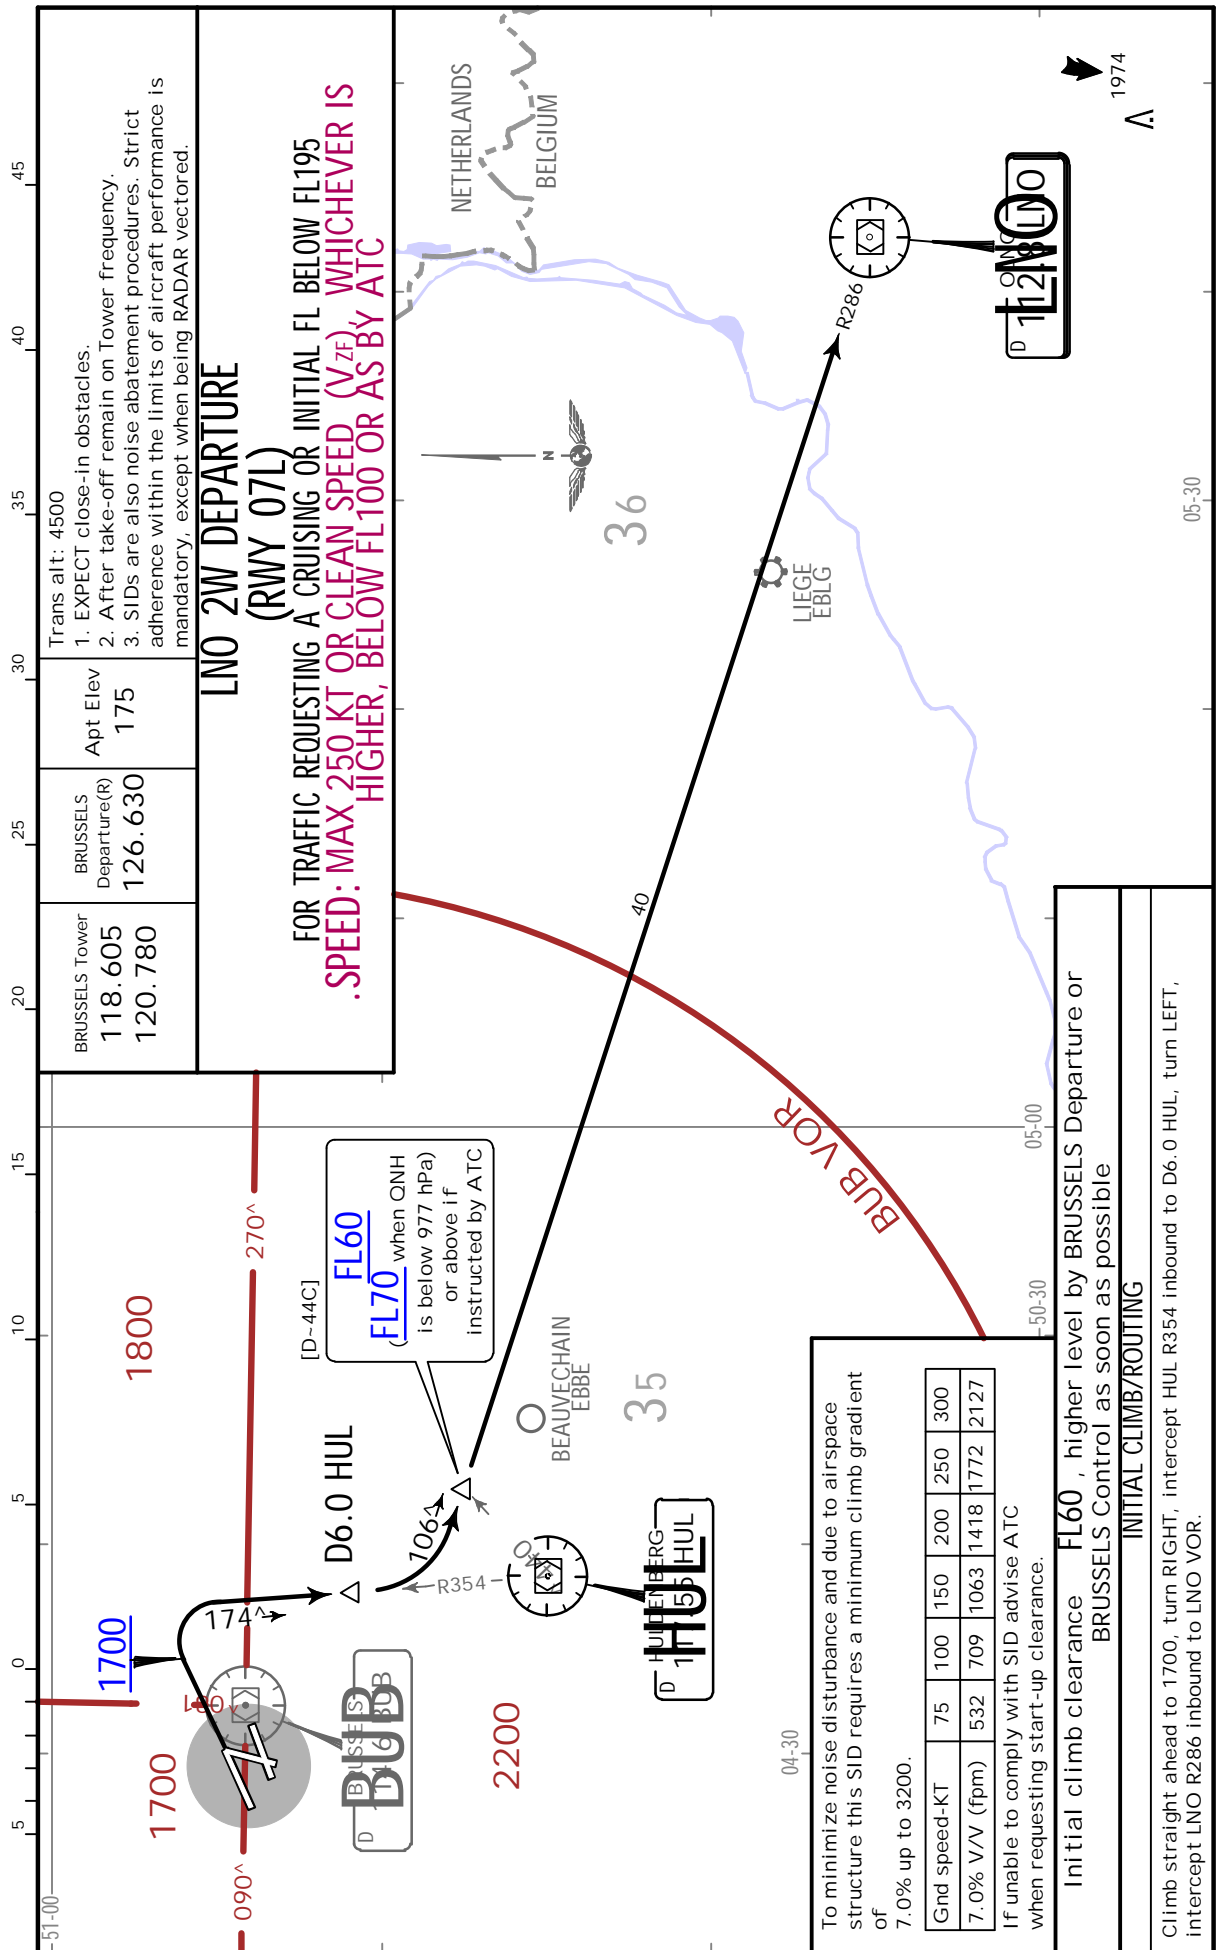 BRUSSELS Tower
118.605
120.780
BRUSSELS
Departure(R)
126.630
Apt Elev
175
Trans alt: 4500
1. EXPECT close-in obstacles.
2. After take-off remain on Tower frequency.
3. SIDs are also noise abatement procedures. Strict
adherence within the limits of aircraft performance is
mandatory, except when being RADAR vectored.
LNO 2W DEPARTURE
(RWY 07L)
FOR TRAFFIC REQUESTING A CRUISING OR INITIAL FL BELOW FL195
.SPEED: MAX 250 KT OR CLEAN SPEED (VZF), WHICHEVER IS
HIGHER, BELOW FL100 OR AS BY ATC
5
0
5
10
15
20
25
30
35
40
45
51-00
1700
1800
2200
1700
090^
270^
081^
174^
D6.0 HUL
106^
R354
[D~44C]
FL60
(FL70 when QNH
is below 977 hPa)
or above if
instructed by ATC
BRUSSELS
D
BUB
HULDENBERG
D
HUL
BEAUVECHAIN
EBBE
35
36
40
BUB VOR
N
LIEGE
EBLG
R286
D
112.8 LNO
LNO
NETHERLANDS
BELGIUM
1974
04-30
05-00
05-30
50-30
To minimize noise disturbance and due to airspace
structure this SID requires a minimum climb gradient
of
7.0% up to 3200.
Gnd speed-KT 75 100 150 200 250 300
7.0% V/V (fpm) 532 709 1063 1418 1772 2127
If unable to comply with SID advise ATC
when requesting start-up clearance.
Initial climb clearance FL60 , higher level by BRUSSELS Departure or
BRUSSELS Control as soon as possible
INITIAL CLIMB/ROUTING
Climb straight ahead to 1700, turn RIGHT, intercept HUL R354 inbound to D6.0 HUL, turn LEFT,
intercept LNO R286 inbound to LNO VOR.